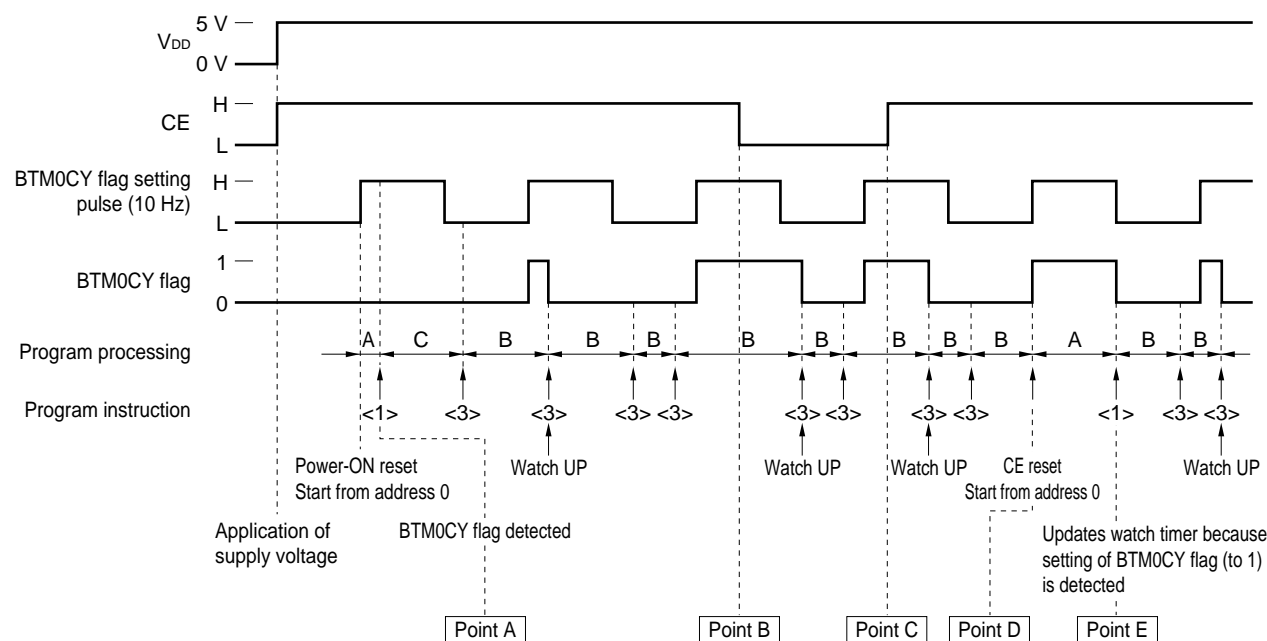 5 V
VDD
0 V
H
CE
L
BTM0CY flag setting
pulse (10 Hz)
H
L
1
BTM0CY flag
0
Program processing
A C B B B B B B B B A B B
Program instruction
<1> <3> <3> <3> <3> <3> <3> <3> <3> <1> <3> <3>
Power-ON reset
Start from address 0
Watch UP
Watch UP
Watch UP
CE reset
Start from address 0
Watch UP
Application of
supply voltage
BTM0CY flag detected
Updates watch timer because
setting of BTM0CY flag (to 1)
is detected
Point A
Point B
Point C
Point D
Point E